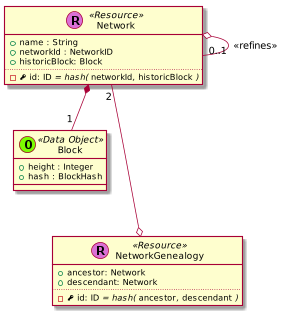 R «Resource»
Network
name : String
networkId : NetworkID
historicBlock: Block
id: ID = hash( networkId, historicBlock )
0..1
«refines»
2
1
O «Data Object»
Block
height : Integer
hash : BlockHash
R «Resource»
NetworkGenealogy
ancestor: Network
descendant: Network
id: ID = hash( ancestor, descendant )